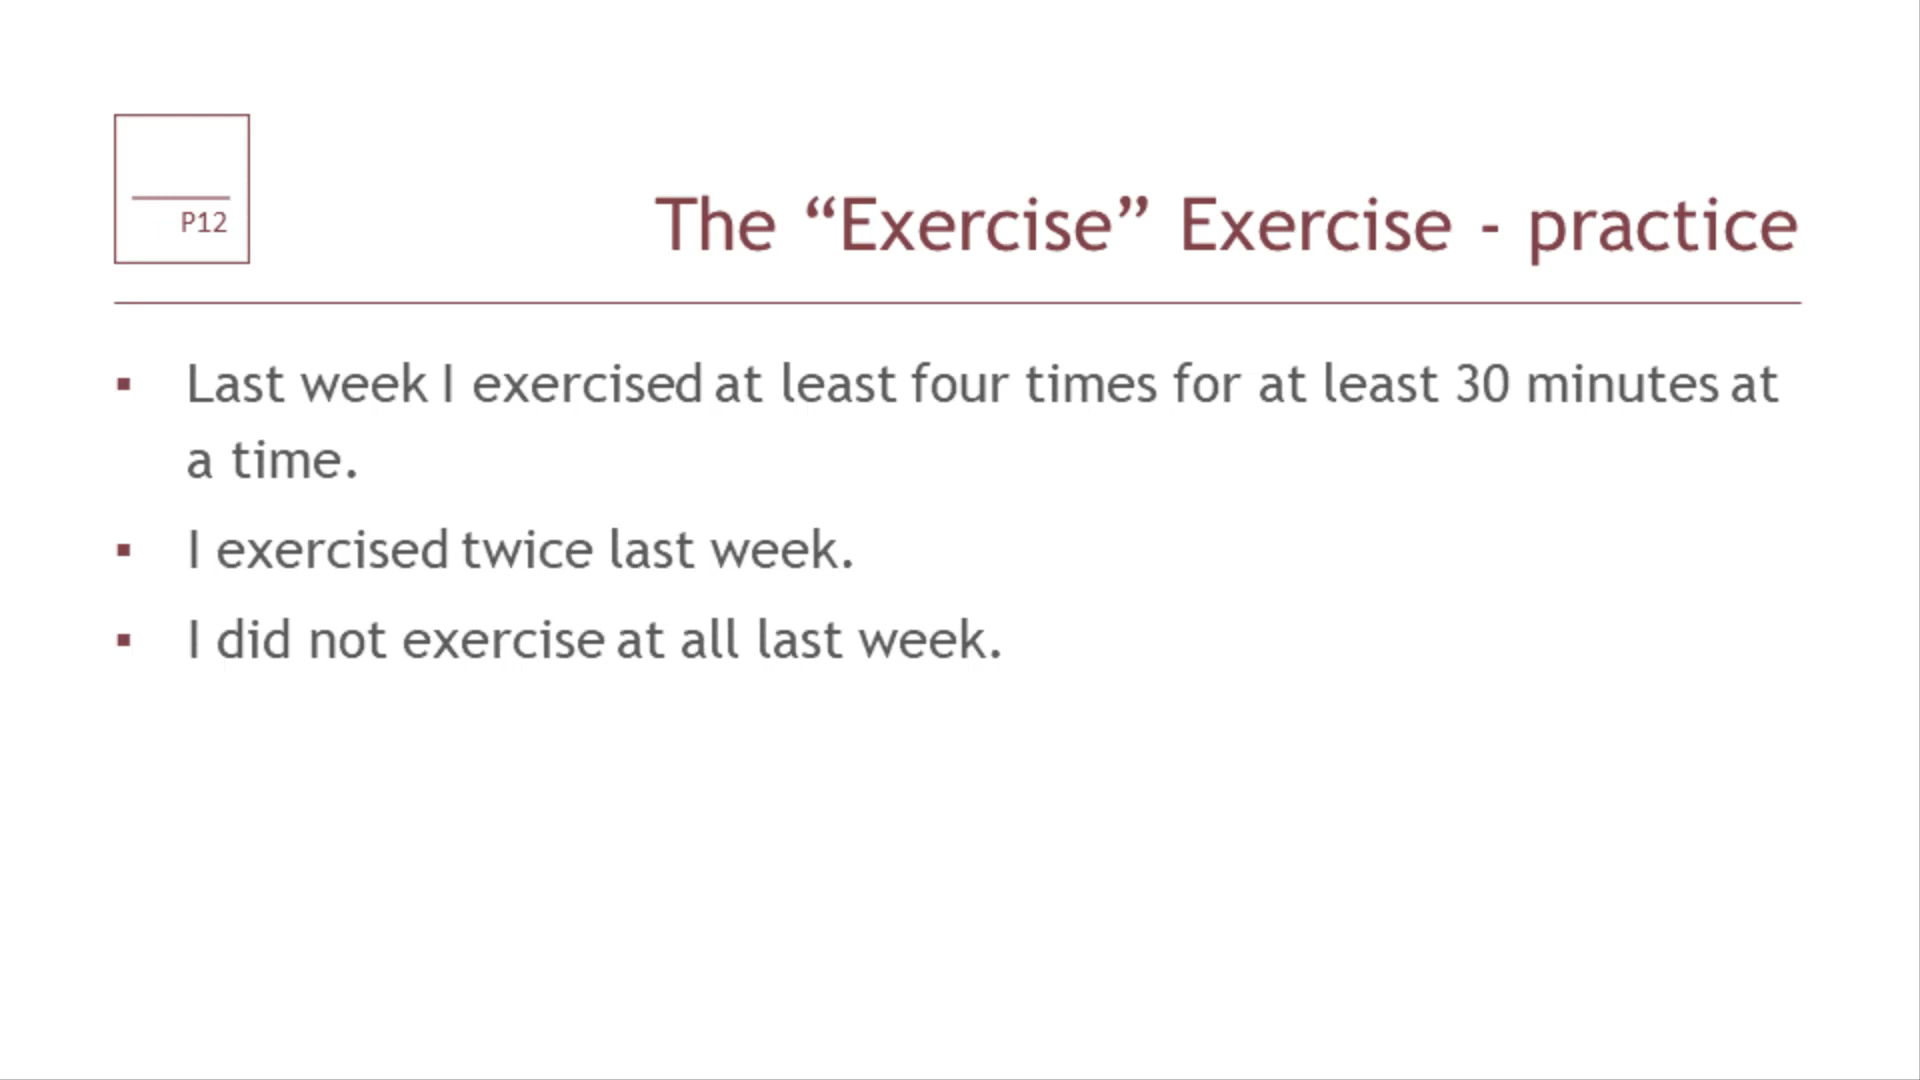 P12
The “Exercise” Exercise - practice
▪ Last week I exercised at least four times for at least 30 minutes at
a time.
▪ I exercised twice last week.
▪ I did not exercise at all last week.